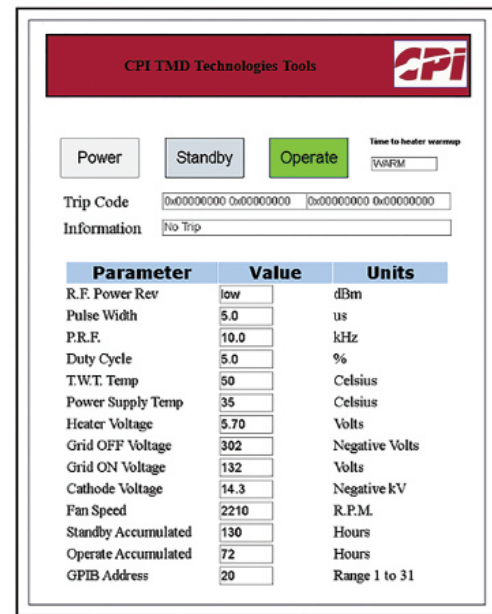 CPI TMD Technologies Tools
CPI
Power Standby Operate
Time to heater warmup
WARM
Trip Code 0x00000000 0x00000000 0x00000000 0x00000000
Information No Trip
Parameter Value Units
R.F. Power Rev low dBm
Pulse Width 5.0 us
P.R.F. 10.0 kHz
Duty Cycle 5.0 %
T.W.T. Temp 50 Celsius
Power Supply Temp 35 Celsius
Heater Voltage 5.70 Volts
Grid OFF Voltage 302 Negative Volts
Grid ON Voltage 132 Volts
Cathode Voltage 14.3 Negative kV
Fan Speed 2210 R.P.M.
Standby Accumulated 130 Hours
Operate Accumulated 72 Hours
GPIB Address 20 Range 1 to 31